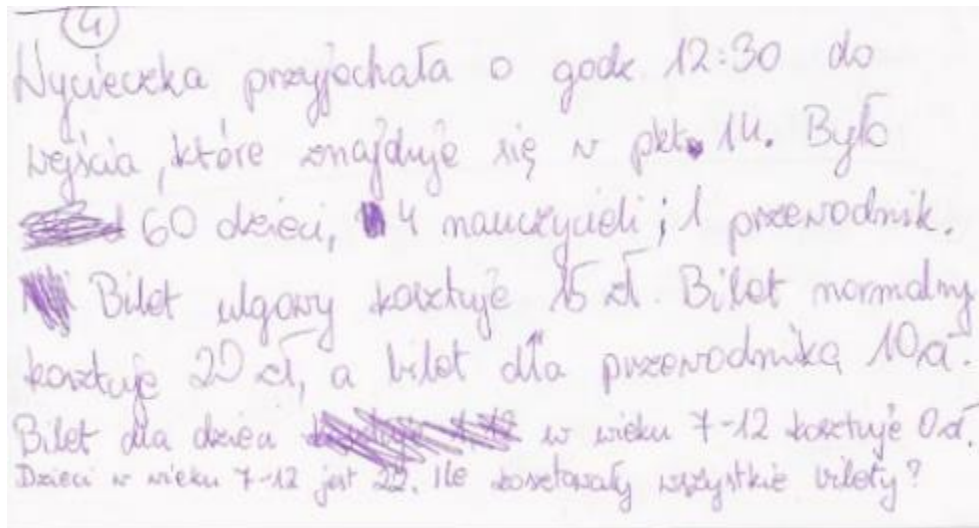 4
Wycieczka przyjechała o godz. 12:30 do
wejścia, które znajduje się w pkt. 14. Było
60 dzieci, 4 nauczycieli i 1 przewodnik.
Bilet ulgowy kosztuje 15 zł. Bilet normalny
kosztuje 20 zł, a bilet dla przewodnika 10 zł.
Bilet dla dzieci w wieku 7-12 kosztuje 0 zł.
Dzieci w wieku 7-12 jest 22. Ile kosztowały wszystkie bilety?